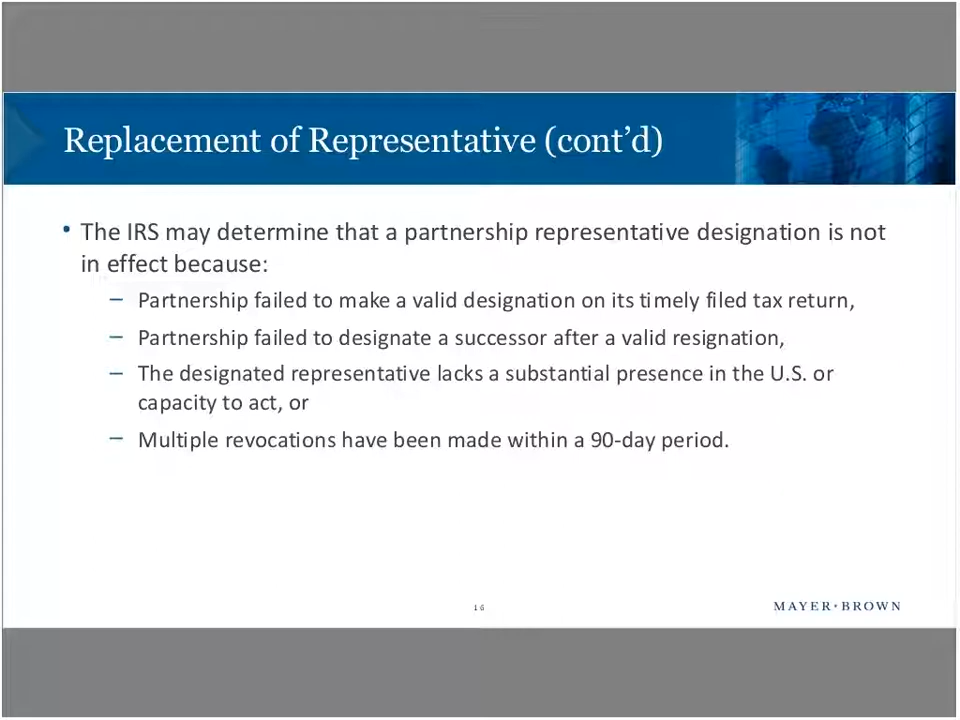 Replacement of Representative (cont’d)
• The IRS may determine that a partnership representative designation is not
in effect because:
– Partnership failed to make a valid designation on its timely filed tax return,
– Partnership failed to designate a successor after a valid resignation,
– The designated representative lacks a substantial presence in the U.S. or
capacity to act, or
– Multiple revocations have been made within a 90-day period.
16
MAYER•BROWN